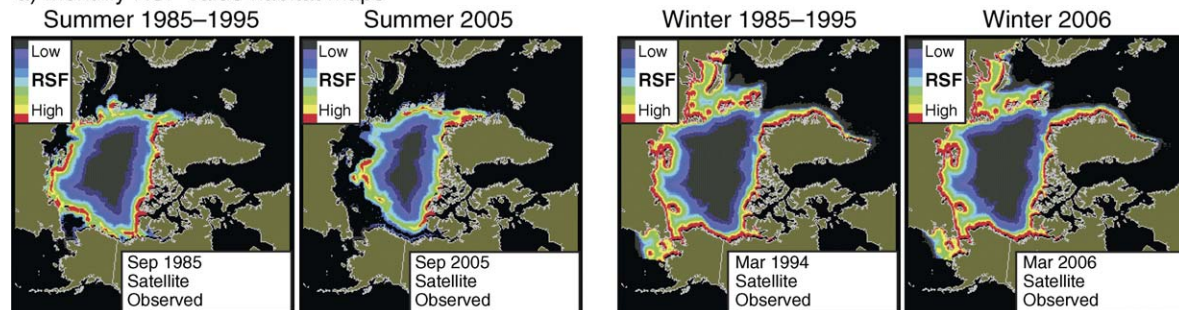 Summer 1985–1995
Low
RSF
High
Sep 1985
Satellite
Observed
Summer 2005
Low
RSF
High
Sep 2005
Satellite
Observed
Winter 1985–1995
Low
RSF
High
Mar 1994
Satellite
Observed
Winter 2006
Low
RSF
High
Mar 2006
Satellite
Observed